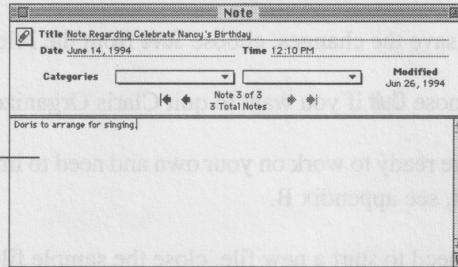 Note
Title Note Regarding Celebrate Nancy's Birthday
Date June 14, 1994 Time 12:10 PM
Categories
Modified
Jun 26, 1994
Note 3 of 3
3 Total Notes
Doris to arrange for singing.